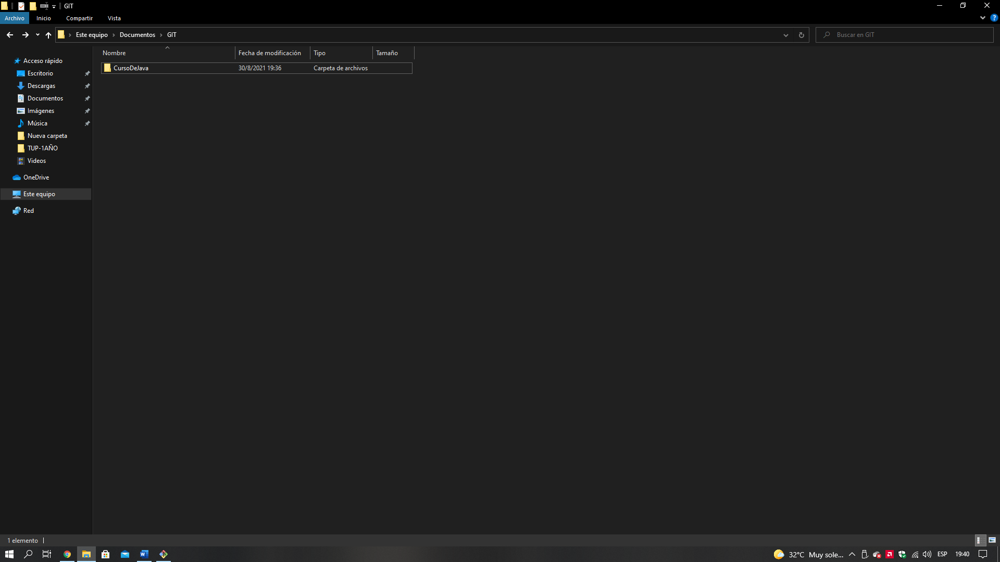 GIT
Archivo Inicio Compartir Vista
Este equipo Documentos GIT
Buscar en GIT
Nombre Fecha de modificación Tipo Tamaño
CursoDeJava 30/8/2021 19:36 Carpeta de archivos
Acceso rápido
Escritorio
Descargas
Documentos
Imágenes
Música
Nueva carpeta
TUP-1AÑO
Videos
OneDrive
Este equipo
Red
1 elemento
32°C Muy sole... ESP 19:40